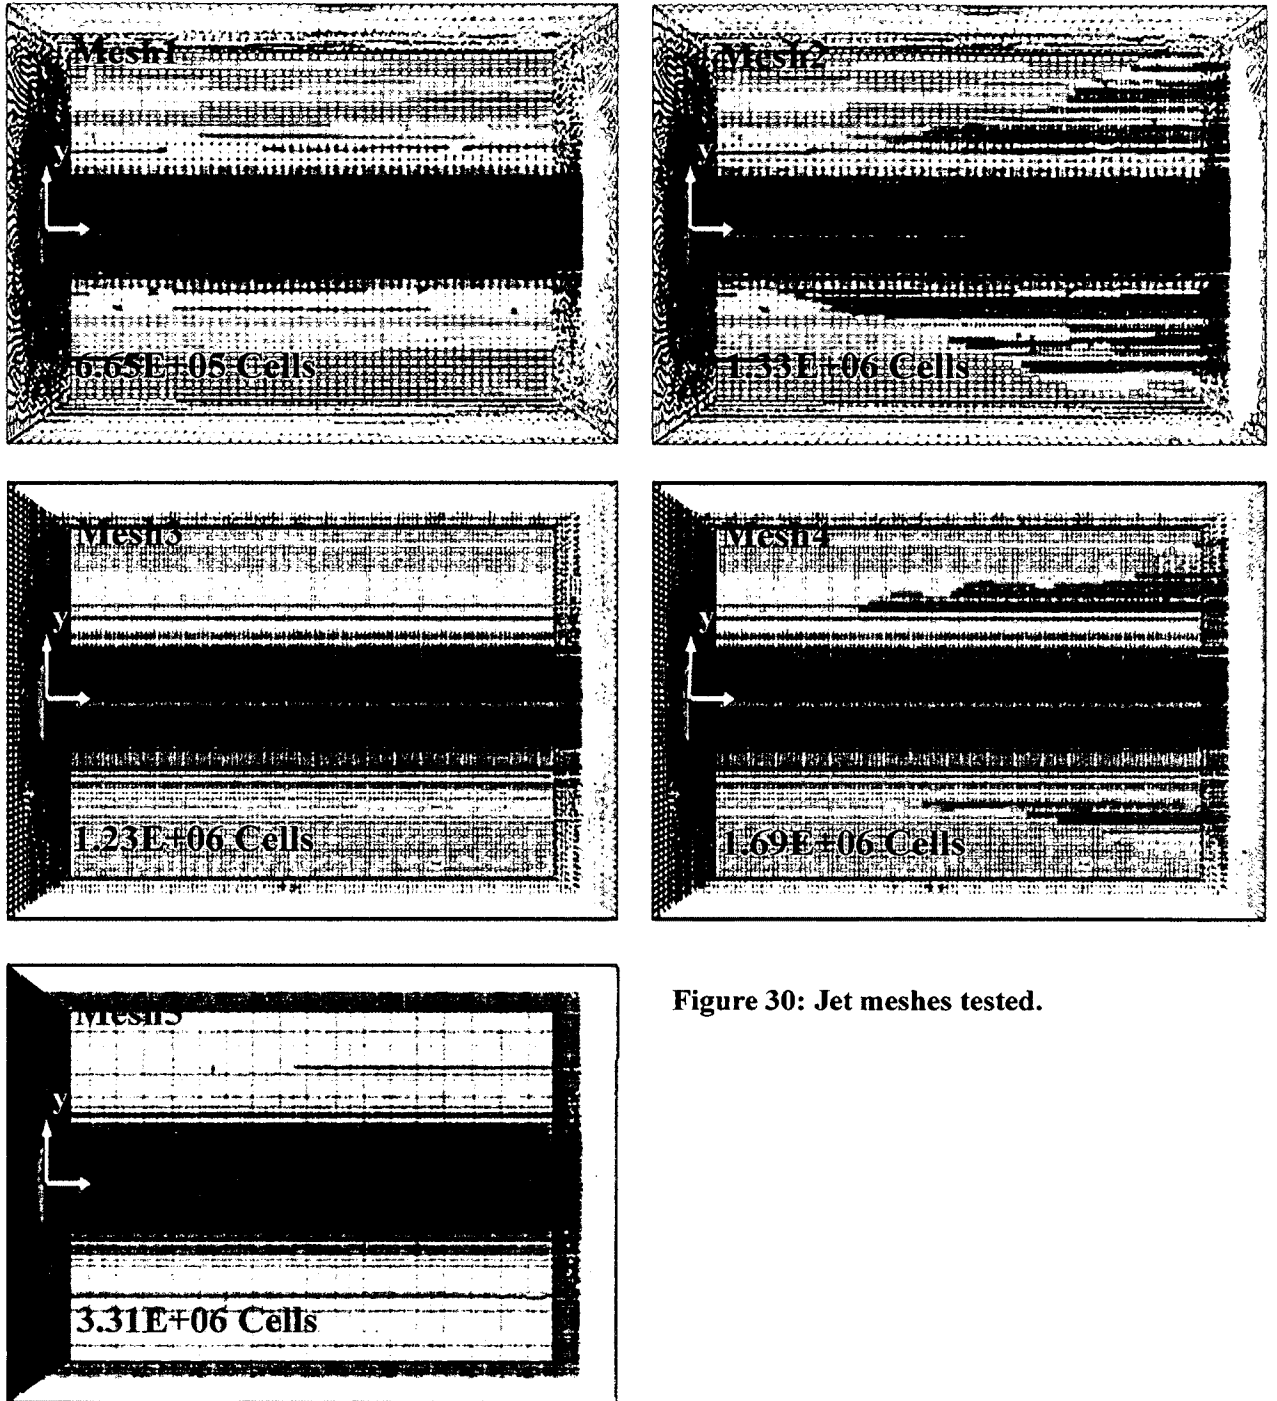 Mesh1
y
6.65E+05 Cells
Mesh2
y
1.33E+06 Cells
Mesh3
y
1.23E+06 Cells
Mesh4
y
1.69E+06 Cells
Mesh5
y
3.31E+06 Cells
Figure 30: Jet meshes tested.